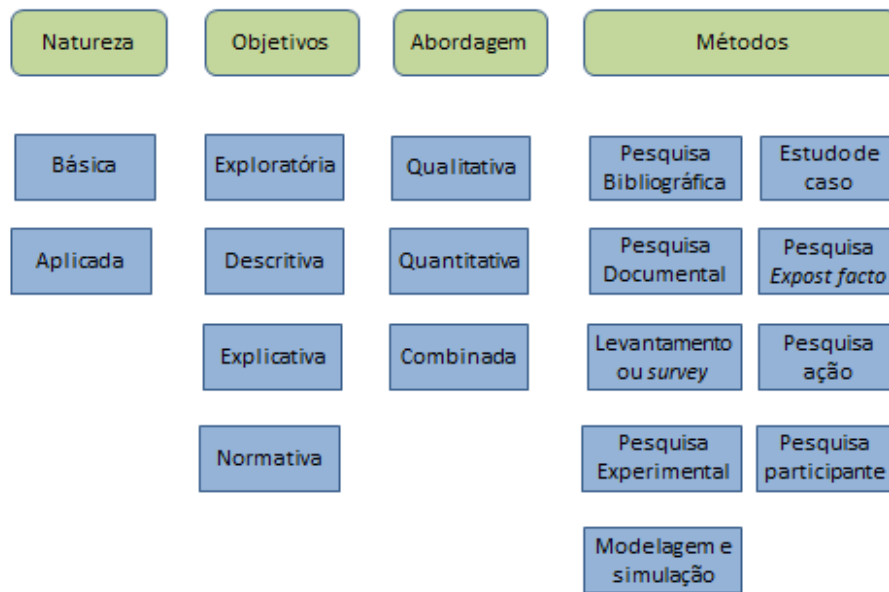 Natureza
Objetivos
Abordagem
Métodos
Básica
Exploratória
Qualitativa
Pesquisa
Bibliográfica
Estudo de
caso
Aplicada
Descritiva
Quantitativa
Pesquisa
Documental
Pesquisa
Expost facto
Explicativa
Combinada
Levantamento
ou survey
Pesquisa
ação
Normativa
Pesquisa
Experimental
Pesquisa
participante
Modelagem e
simulação